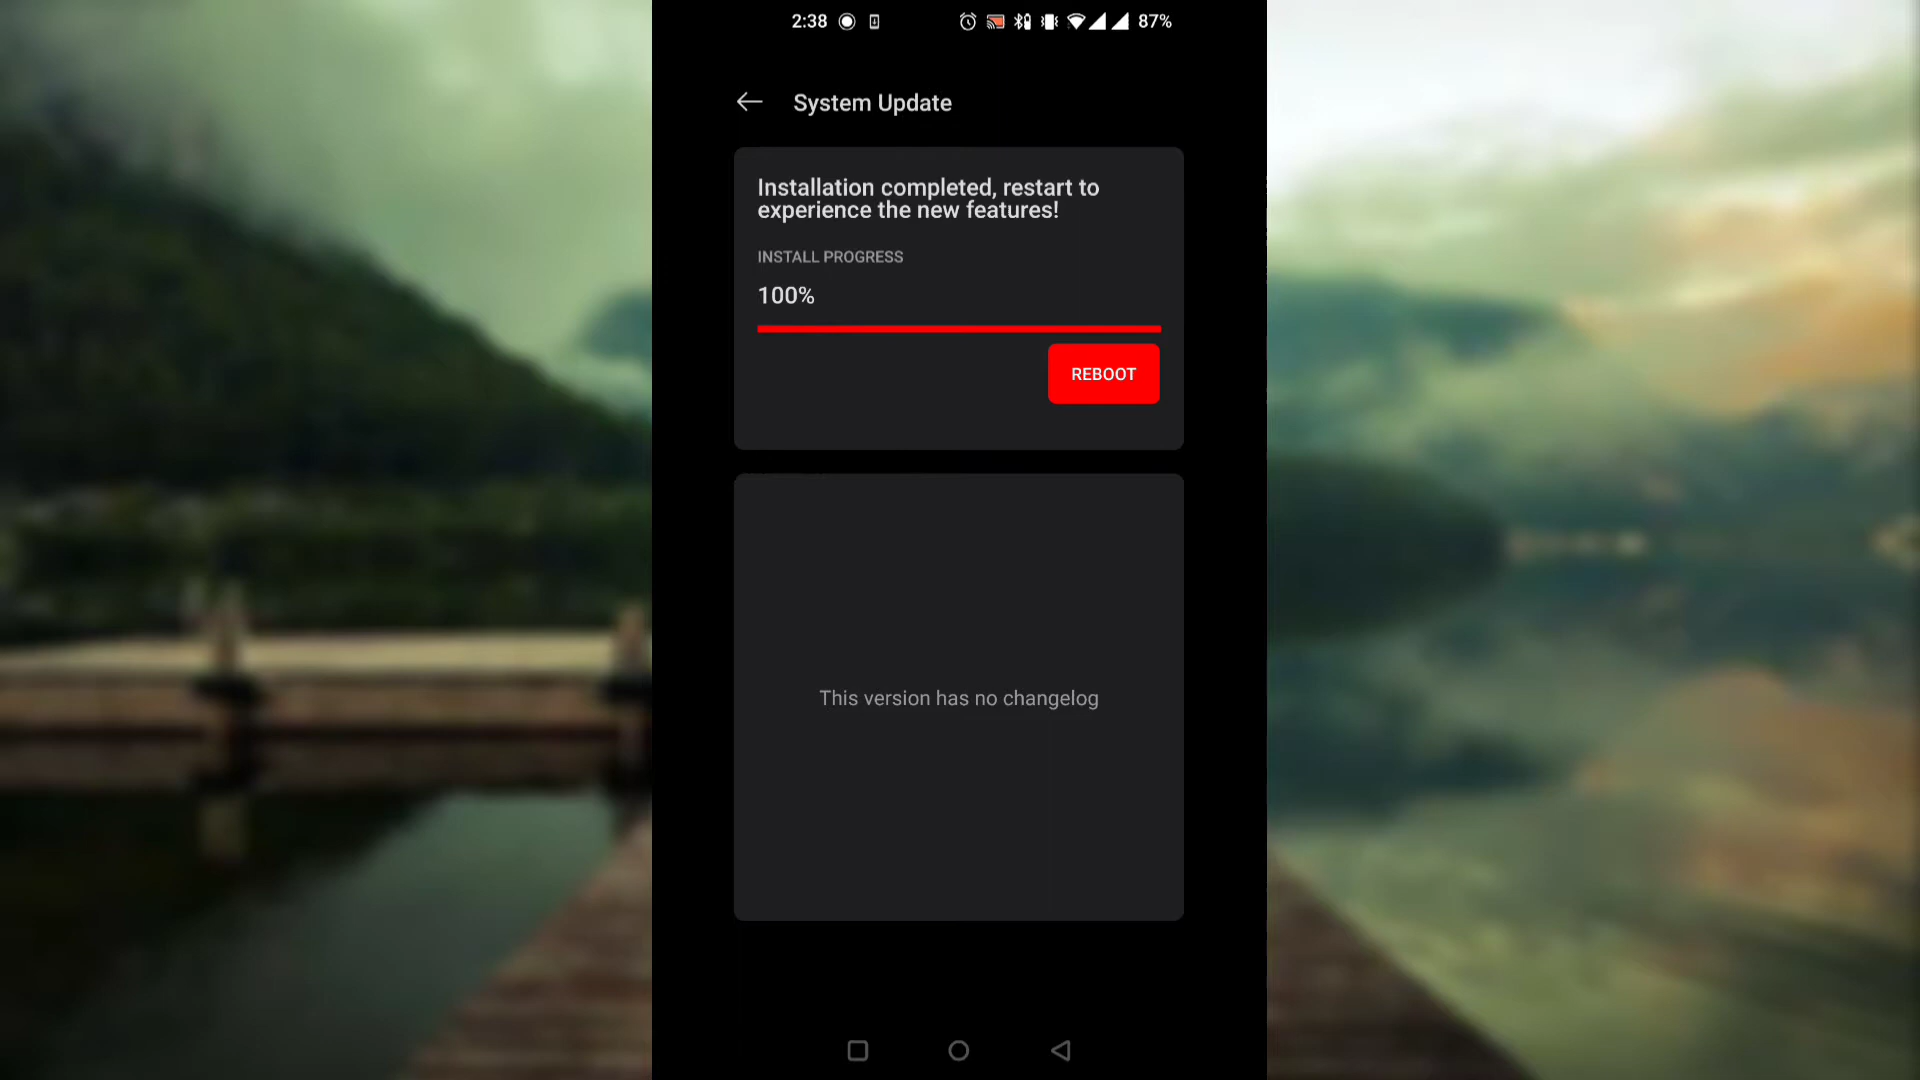 2:38
87%
System Update
Installation completed, restart to
experience the new features!
INSTALL PROGRESS
100%
REBOOT
This version has no changelog